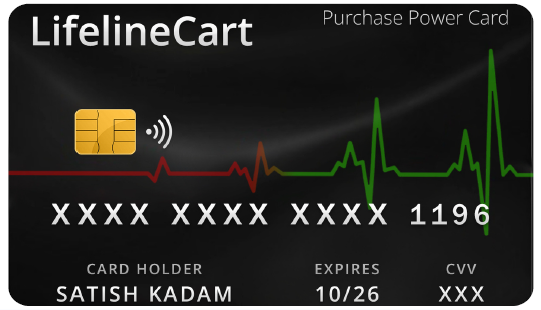 LifelineCart
Purchase Power Card
XXXX XXXX XXXX 1196
CARD HOLDER EXPIRES CVV
SATISH KADAM 10/26 XXX